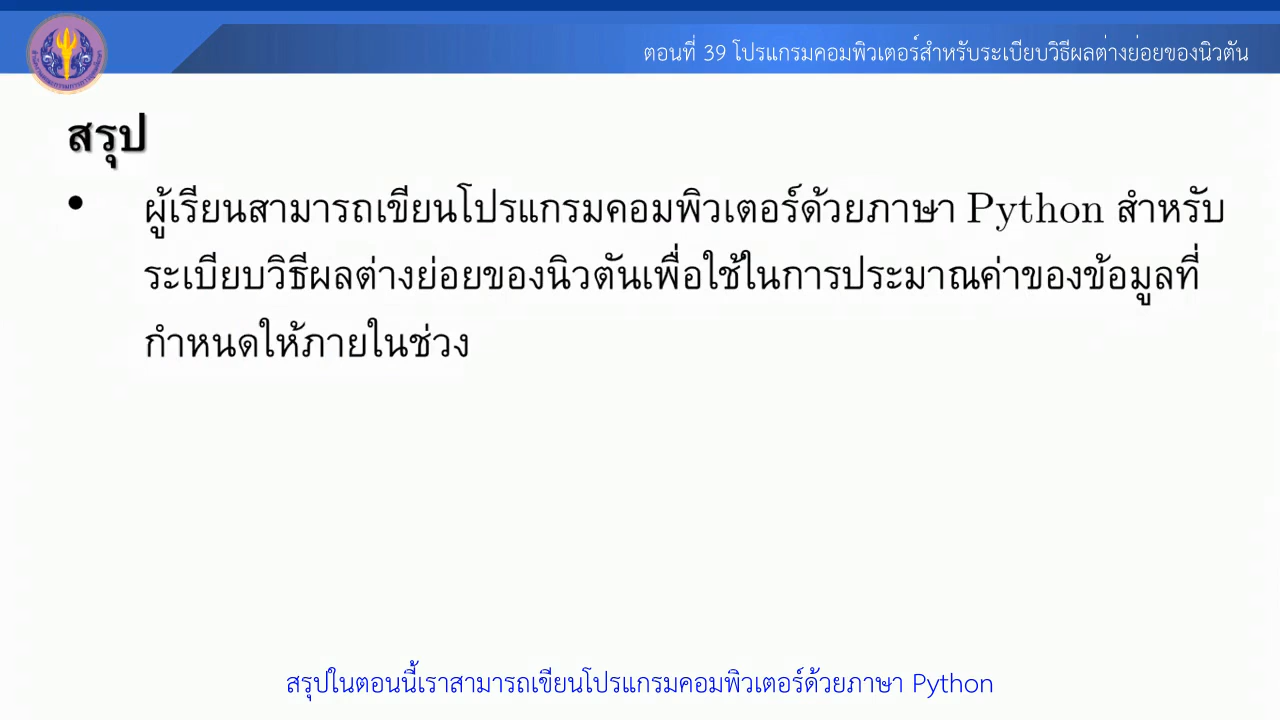 ตอนที่ 39 โปรแกรมคอมพิวเตอร์สำหรับระเบียบวิธีผลต่างย่อยของนิวตัน
สรุป
• ผู้เรียนสามารถเขียนโปรแกรมคอมพิวเตอร์ด้วยภาษา Python สำหรับ
ระเบียบวิธีผลต่างย่อยของนิวตันเพื่อใช้ในการประมาณค่าของข้อมูลที่
กำหนดให้ภายในช่วง
สรุปในตอนนี้เราสามารถเขียนโปรแกรมคอมพิวเตอร์ด้วยภาษา Python